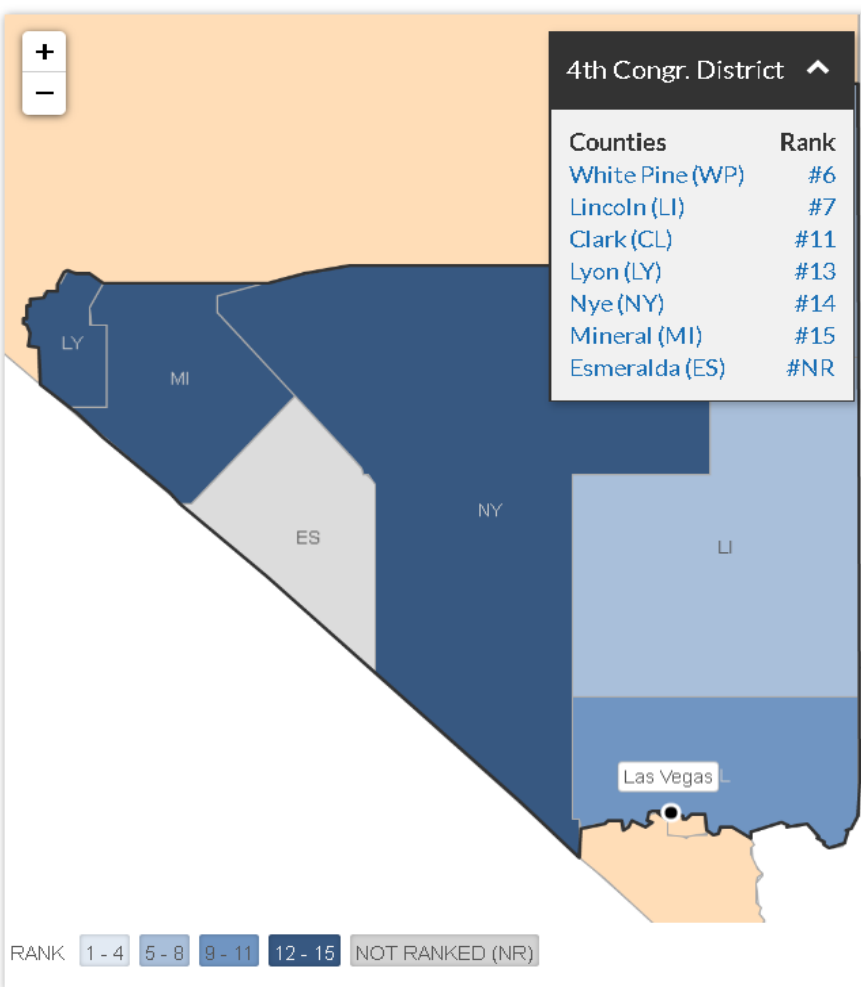 +
−
4th Congr. District
Counties Rank
White Pine (WP) #6
Lincoln (LI) #7
Clark (CL) #11
Lyon (LY) #13
Nye (NY) #14
Mineral (MI) #15
Esmeralda (ES) #NR
LY
MI
NY
ES
LI
Las Vegas L
RANK 1 - 4 5 - 8 9 - 11 12 - 15 NOT RANKED (NR)